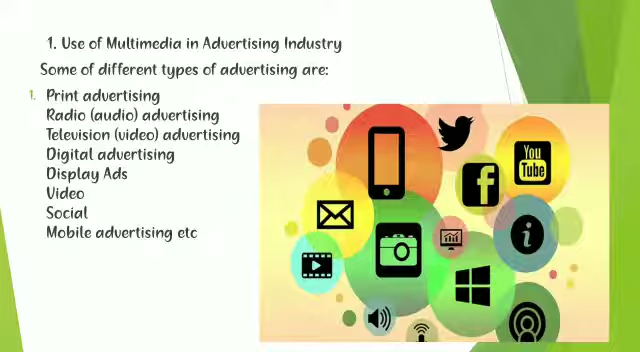 1. Use of Multimedia in Advertising Industry
Some of different types of advertising are:
1. Print advertising
Radio (audio) advertising
Television (video) advertising
Digital advertising
Display Ads
Video
Social
Mobile advertising etc
You
Tube
f
i